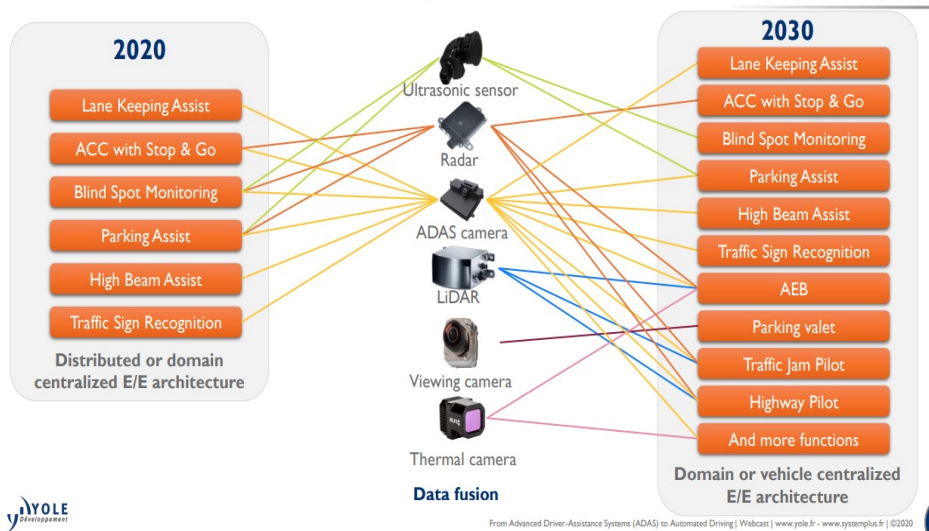 2020
Lane Keeping Assist
ACC with Stop & Go
Blind Spot Monitoring
Parking Assist
High Beam Assist
Traffic Sign Recognition
Distributed or domain
centralized E/E architecture
Ultrasonic sensor
Radar
ADAS camera
LiDAR
Viewing camera
Thermal camera
Data fusion
2030
Lane Keeping Assist
ACC with Stop & Go
Blind Spot Monitoring
Parking Assist
High Beam Assist
Traffic Sign Recognition
AEB
Parking valet
Traffic Jam Pilot
Highway Pilot
And more functions
Domain or vehicle centralized
E/E architecture
YOLE
Développement
From Advanced Driver-Assistance Systems (ADAS) to Automated Driving | Webcast | www.yole.fr - www.systemplus.fr | ©2020